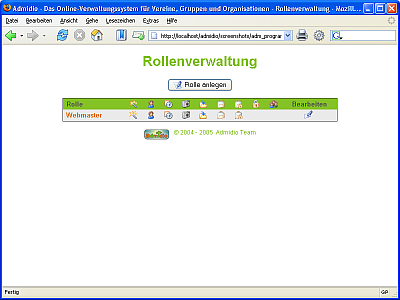 Admidio - Das Online-Verwaltungssystem für Vereine, Gruppen und Organisationen - Rollenverwaltung - Mozill...
Datei Bearbeiten Ansicht Gehe Lesezeichen Extras Hilfe
http://localhost/admidio/screenshots/adm_program
Rollenverwaltung
Rolle anlegen
Rolle Bearbeiten
Webmaster
© 2004 - 2005 Admidio Team
Fertig GP